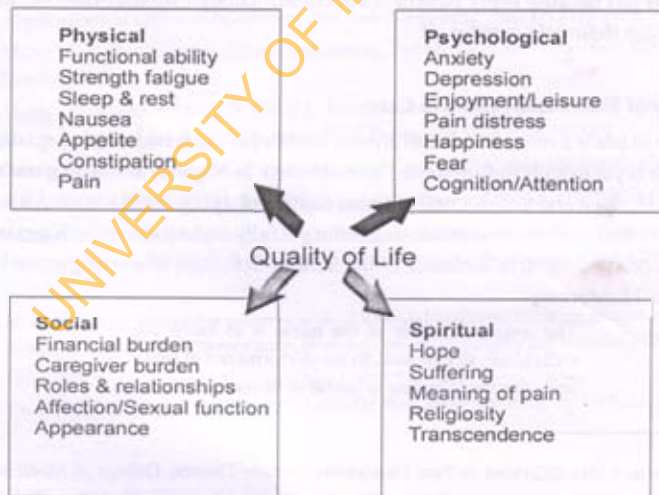 Physical
Functional ability
Strength fatigue
Sleep & rest
Nausea
Appetite
Constipation
Pain
Psychological
Anxiety
Depression
Enjoyment/Leisure
Pain distress
Happiness
Fear
Cognition/Attention
Quality of Life
Social
Financial burden
Caregiver burden
Roles & relationships
Affection/Sexual function
Appearance
Spiritual
Hope
Suffering
Meaning of pain
Religiosity
Transcendence
UNIVERSITY OF